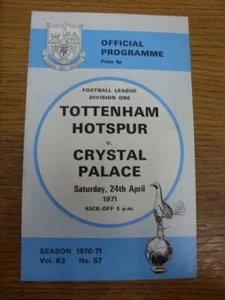 OFFICIAL
PROGRAMME
Price 5p
FOOTBALL LEAGUE
DIVISION ONE
TOTTENHAM
HOTSPUR
v.
CRYSTAL
PALACE
Saturday, 24th April
1971
KICK-OFF 3 p.m.
SEASON 1970-71
Vol. 63 No. 57